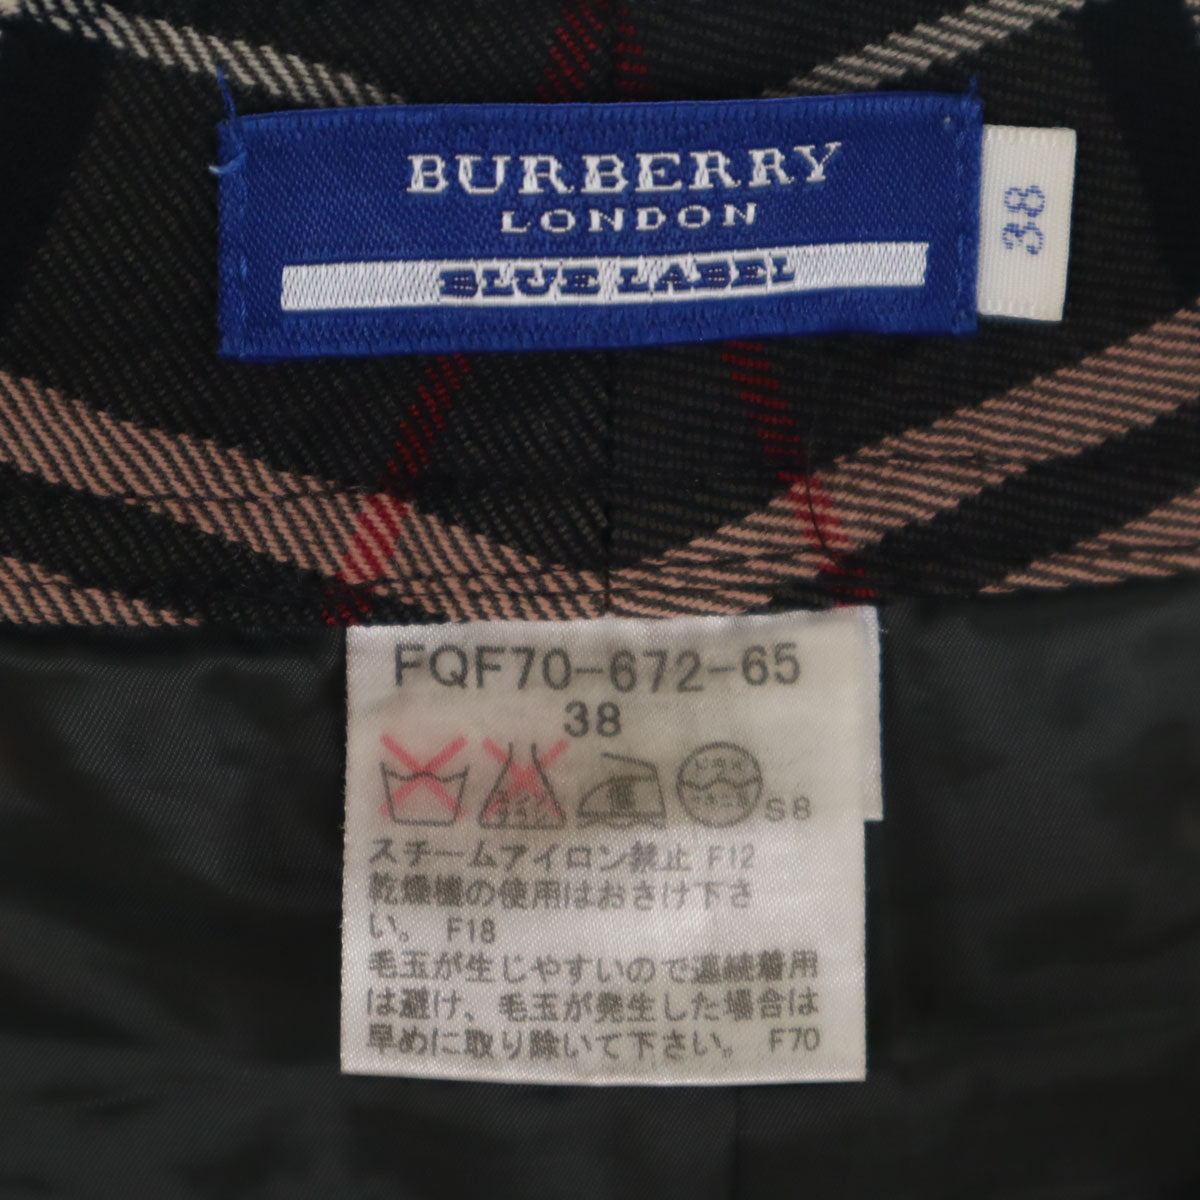 BURBERRY
LONDON
BLUE LABEL
38
FQF70-672-65
38
S8
スチームアイロン禁止 F12
乾燥機の使用はおさけ下さ
い。 F18
毛玉が生じやすいので連続着用
は避け、毛玉が発生した場合は
早めに取り除いて下さい。 F70